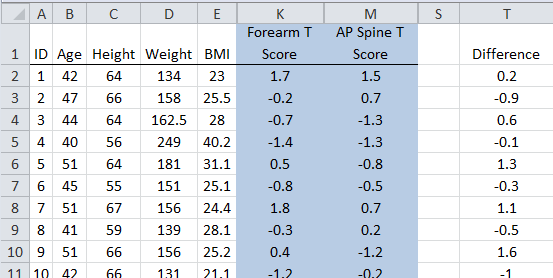 A B C D E K M S T
Forearm T AP Spine T
1 ID Age Height Weight BMI Score Score Difference
2 1 42 64 134 23 1.7 1.5 0.2
3 2 47 66 158 25.5 -0.2 0.7 -0.9
4 3 44 64 162.5 28 -0.7 -1.3 0.6
5 4 40 56 249 40.2 -1.4 -1.3 -0.1
6 5 51 64 181 31.1 0.5 -0.8 1.3
7 6 45 55 151 25.1 -0.8 -0.5 -0.3
8 7 51 67 156 24.4 1.8 0.7 1.1
9 8 41 59 139 28.1 -0.3 0.2 -0.5
10 9 51 66 156 25.2 0.4 -1.2 1.6
11 10 42 66 131 21.1 -1.2 -0.2 -1